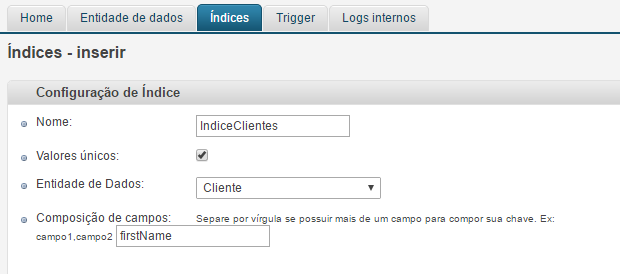 Home Entidade de dados Índices Trigger Logs internos
Índices - inserir
Configuração de Índice
Nome: IndiceClientes
Valores únicos:
Entidade de Dados: Cliente
Composição de campos: Separe por vírgula se possuir mais de um campo para compor sua chave. Ex:
campo1,campo2 firstName